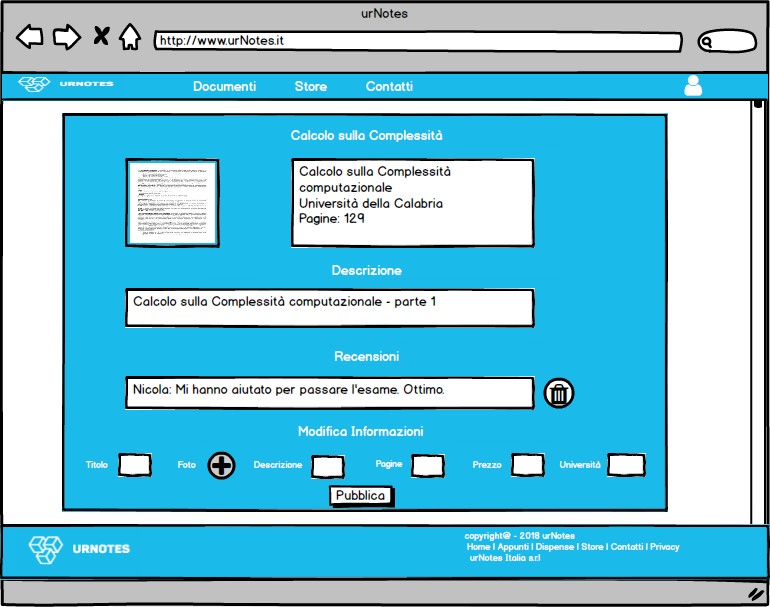 urNotes
http://www.urNotes.it
URNOTES
Documenti
Store
Contatti
Calcolo sulla Complessità
Calcolo sulla Complessità
computazionale
Università della Calabria
Pagine: 129
Descrizione
Calcolo sulla Complessità computazionale - parte 1
Recensioni
Nicola: Mi hanno aiutato per passare l'esame. Ottimo.
Modifica Informazioni
Titolo
Foto
Descrizione
Pagine
Prezzo
Università
Pubblica
URNOTES
copyright@ - 2018 urNotes
Home | Appunti | Dispense | Store | Contatti | Privacy
urNotes Italia s.r.l